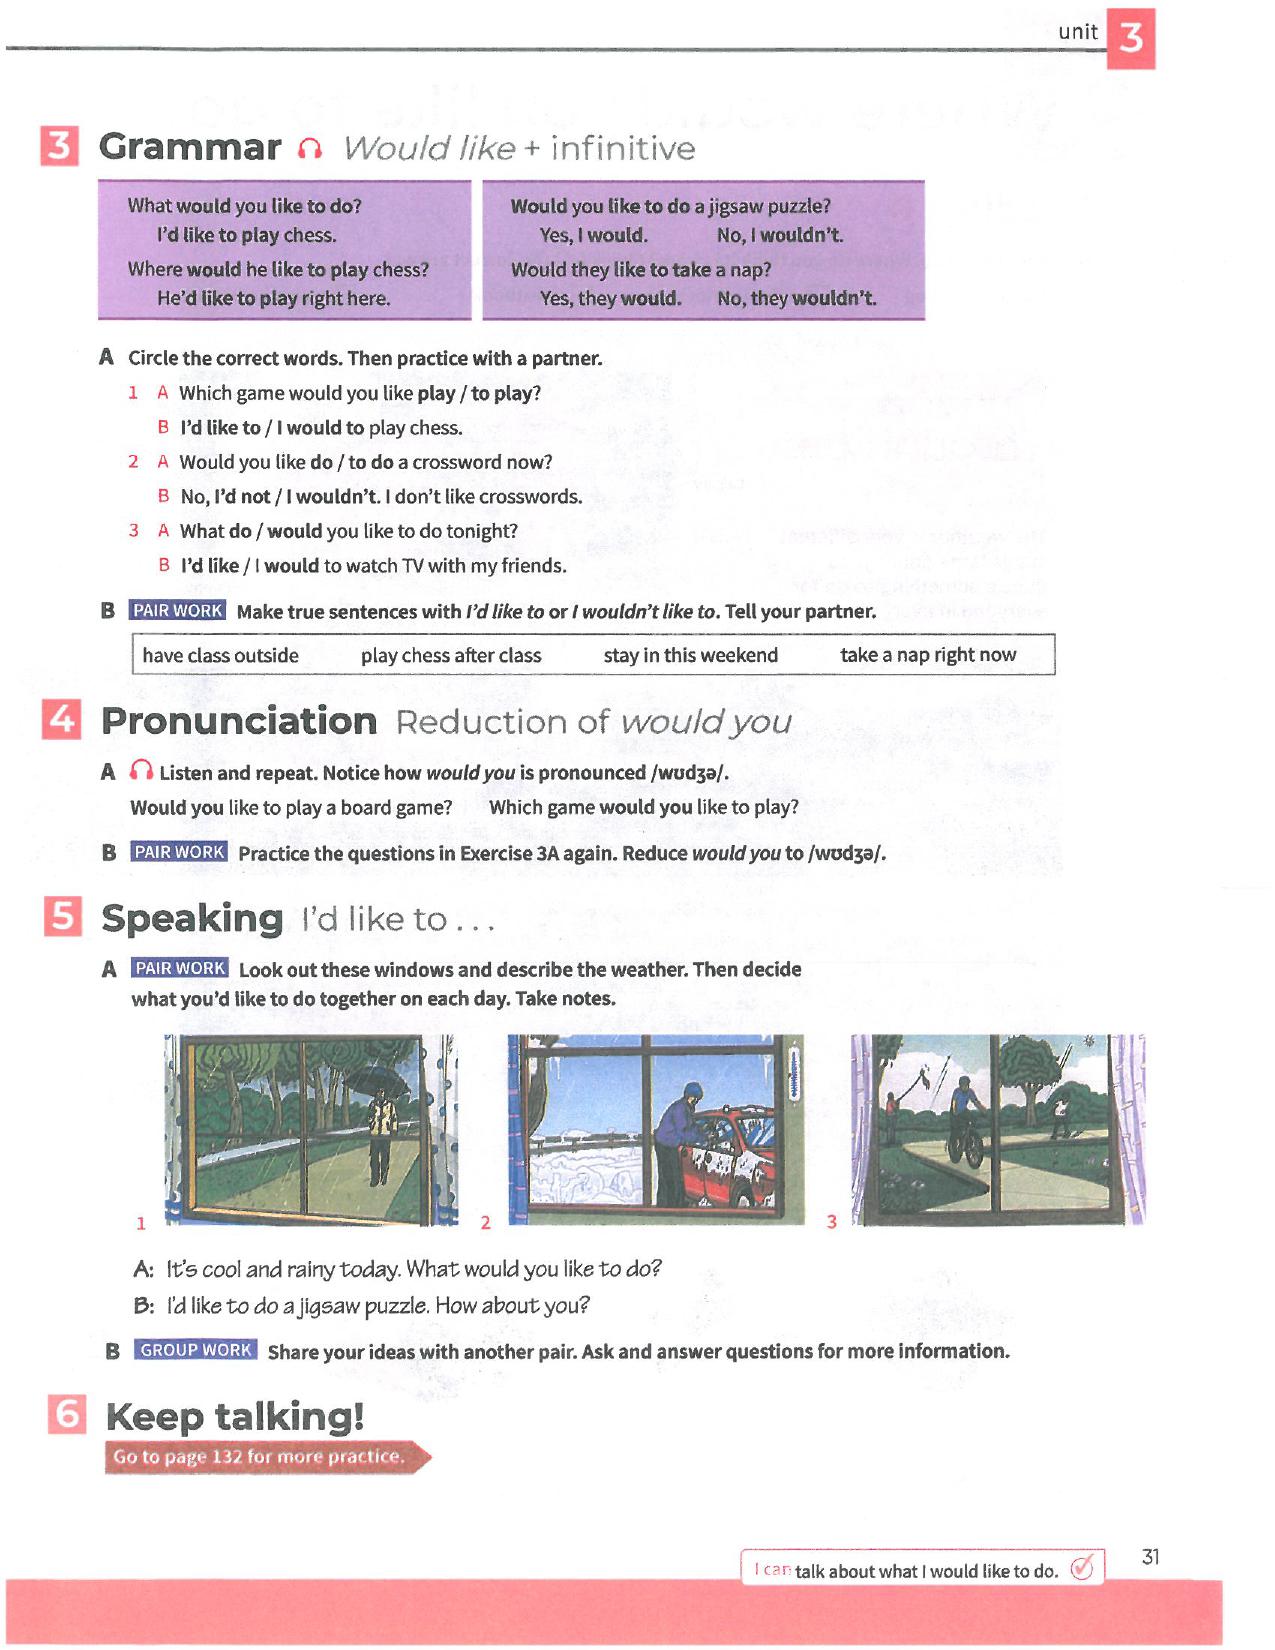 unit 3
3 Grammar Would like + infinitive
What would you like to do?
I'd like to play chess.
Where would he like to play chess?
He'd like to play right here.
Would you like to do a jigsaw puzzle?
Yes, I would. No, I wouldn't.
Would they like to take a nap?
Yes, they would. No, they wouldn't.
A Circle the correct words. Then practice with a partner.
1 A Which game would you like play / to play?
B I'd like to / I would to play chess.
2 A Would you like do / to do a crossword now?
B No, I'd not / I wouldn't. I don't like crosswords.
3 A What do / would you like to do tonight?
B I'd like / I would to watch TV with my friends.
B PAIR WORK Make true sentences with I'd like to or I wouldn't like to. Tell your partner.
have class outside play chess after class stay in this weekend take a nap right now
4 Pronunciation Reduction of would you
A Listen and repeat. Notice how would you is pronounced /wʊdʒə/.
Would you like to play a board game? Which game would you like to play?
B PAIR WORK Practice the questions in Exercise 3A again. Reduce would you to /wʊdʒə/.
5 Speaking I'd like to . . .
A PAIR WORK Look out these windows and describe the weather. Then decide
what you'd like to do together on each day. Take notes.
1 2 3
A: It's cool and rainy today. What would you like to do?
B: I'd like to do a jigsaw puzzle. How about you?
B GROUP WORK Share your ideas with another pair. Ask and answer questions for more information.
6 Keep talking!
Go to page 132 for more practice.
I can talk about what I would like to do.
31